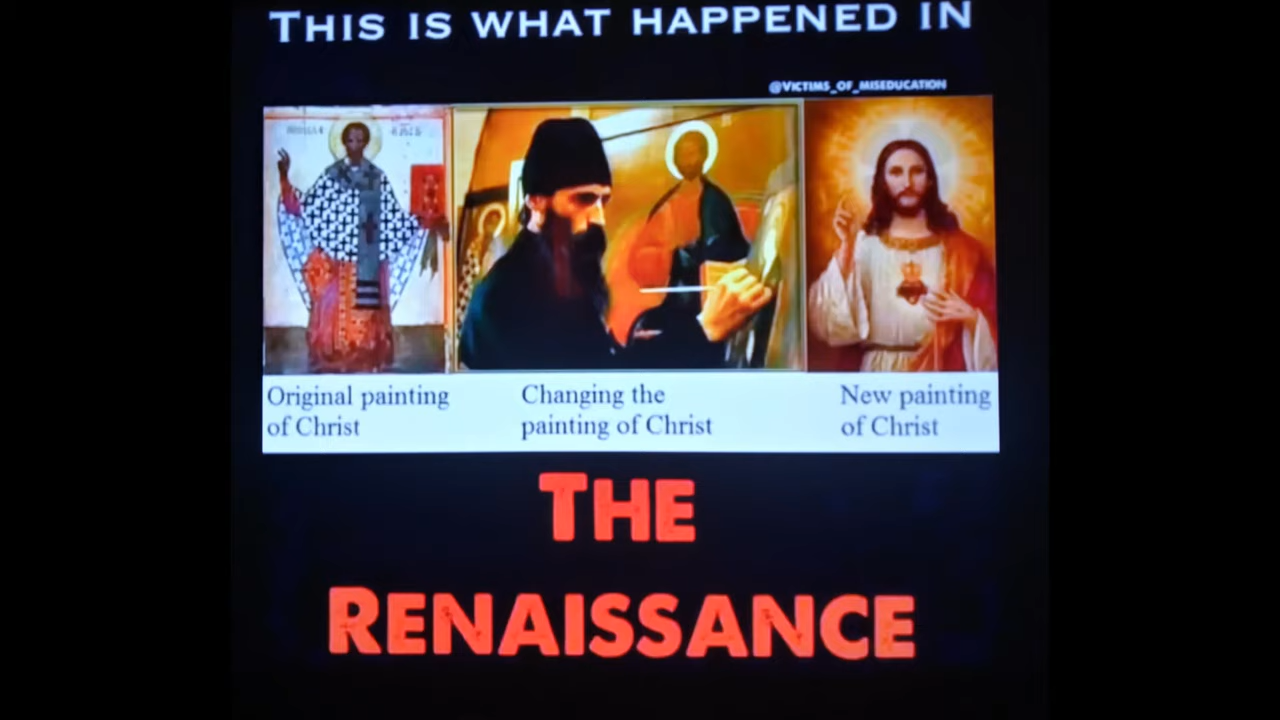 THIS IS WHAT HAPPENED IN
@VICTIMS_OF_MISEDUCATION
Original painting
of Christ
Changing the
painting of Christ
New painting
of Christ
THE
RENAISSANCE